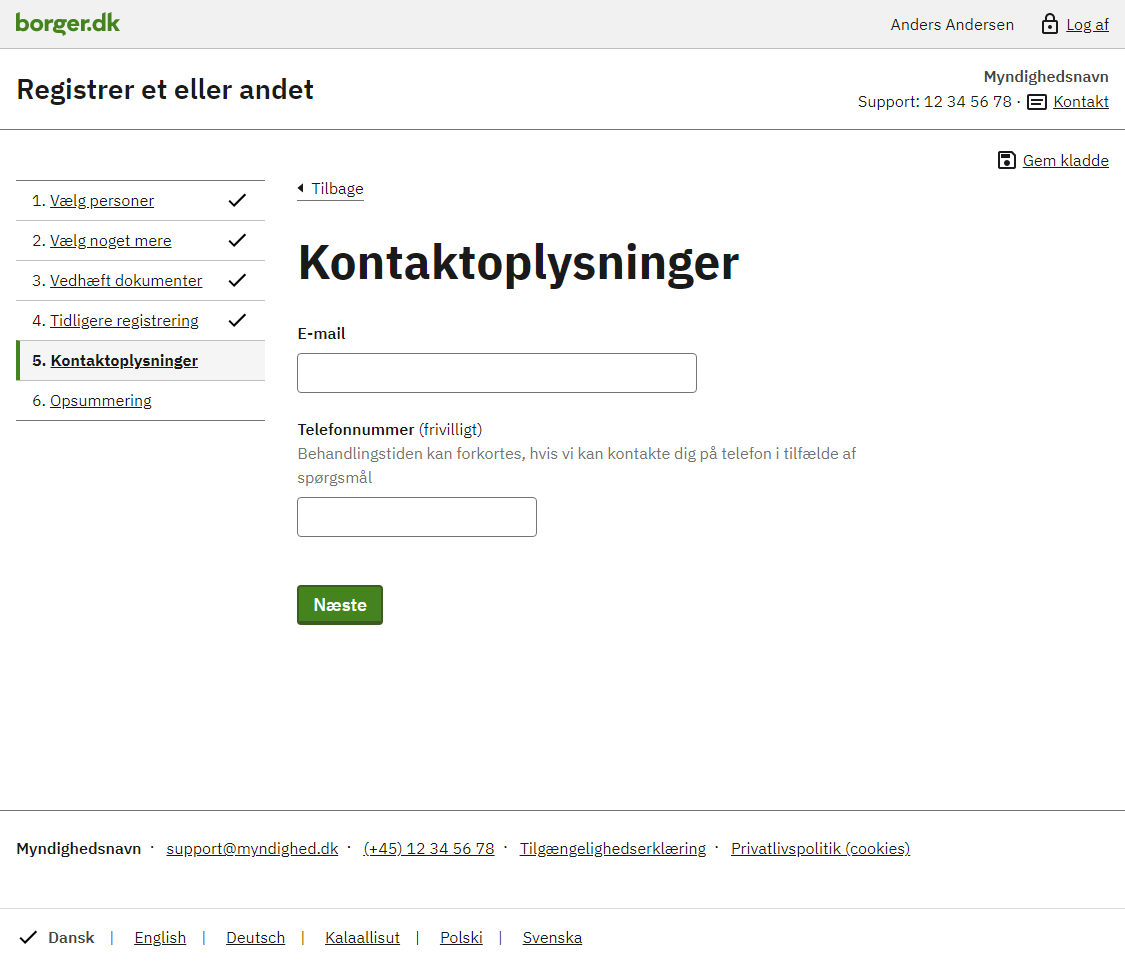 borger.dk
Anders Andersen
Log af
Registrer et eller andet
Myndighedsnavn
Support: 12 34 56 78 · Kontakt
Gem kladde
1. Vælg personer
2. Vælg noget mere
3. Vedhæft dokumenter
4. Tidligere registrering
5. Kontaktoplysninger
6. Opsummering
Tilbage
Kontaktoplysninger
E-mail
Telefonnummer (frivilligt)
Behandlingstiden kan forkortes, hvis vi kan kontakte dig på telefon i tilfælde af
spørgsmål
Næste
Myndighedsnavn · support@myndighed.dk · (+45) 12 34 56 78 · Tilgængelighedserklæring · Privatlivspolitik (cookies)
Dansk | English | Deutsch | Kalaallisut | Polski | Svenska